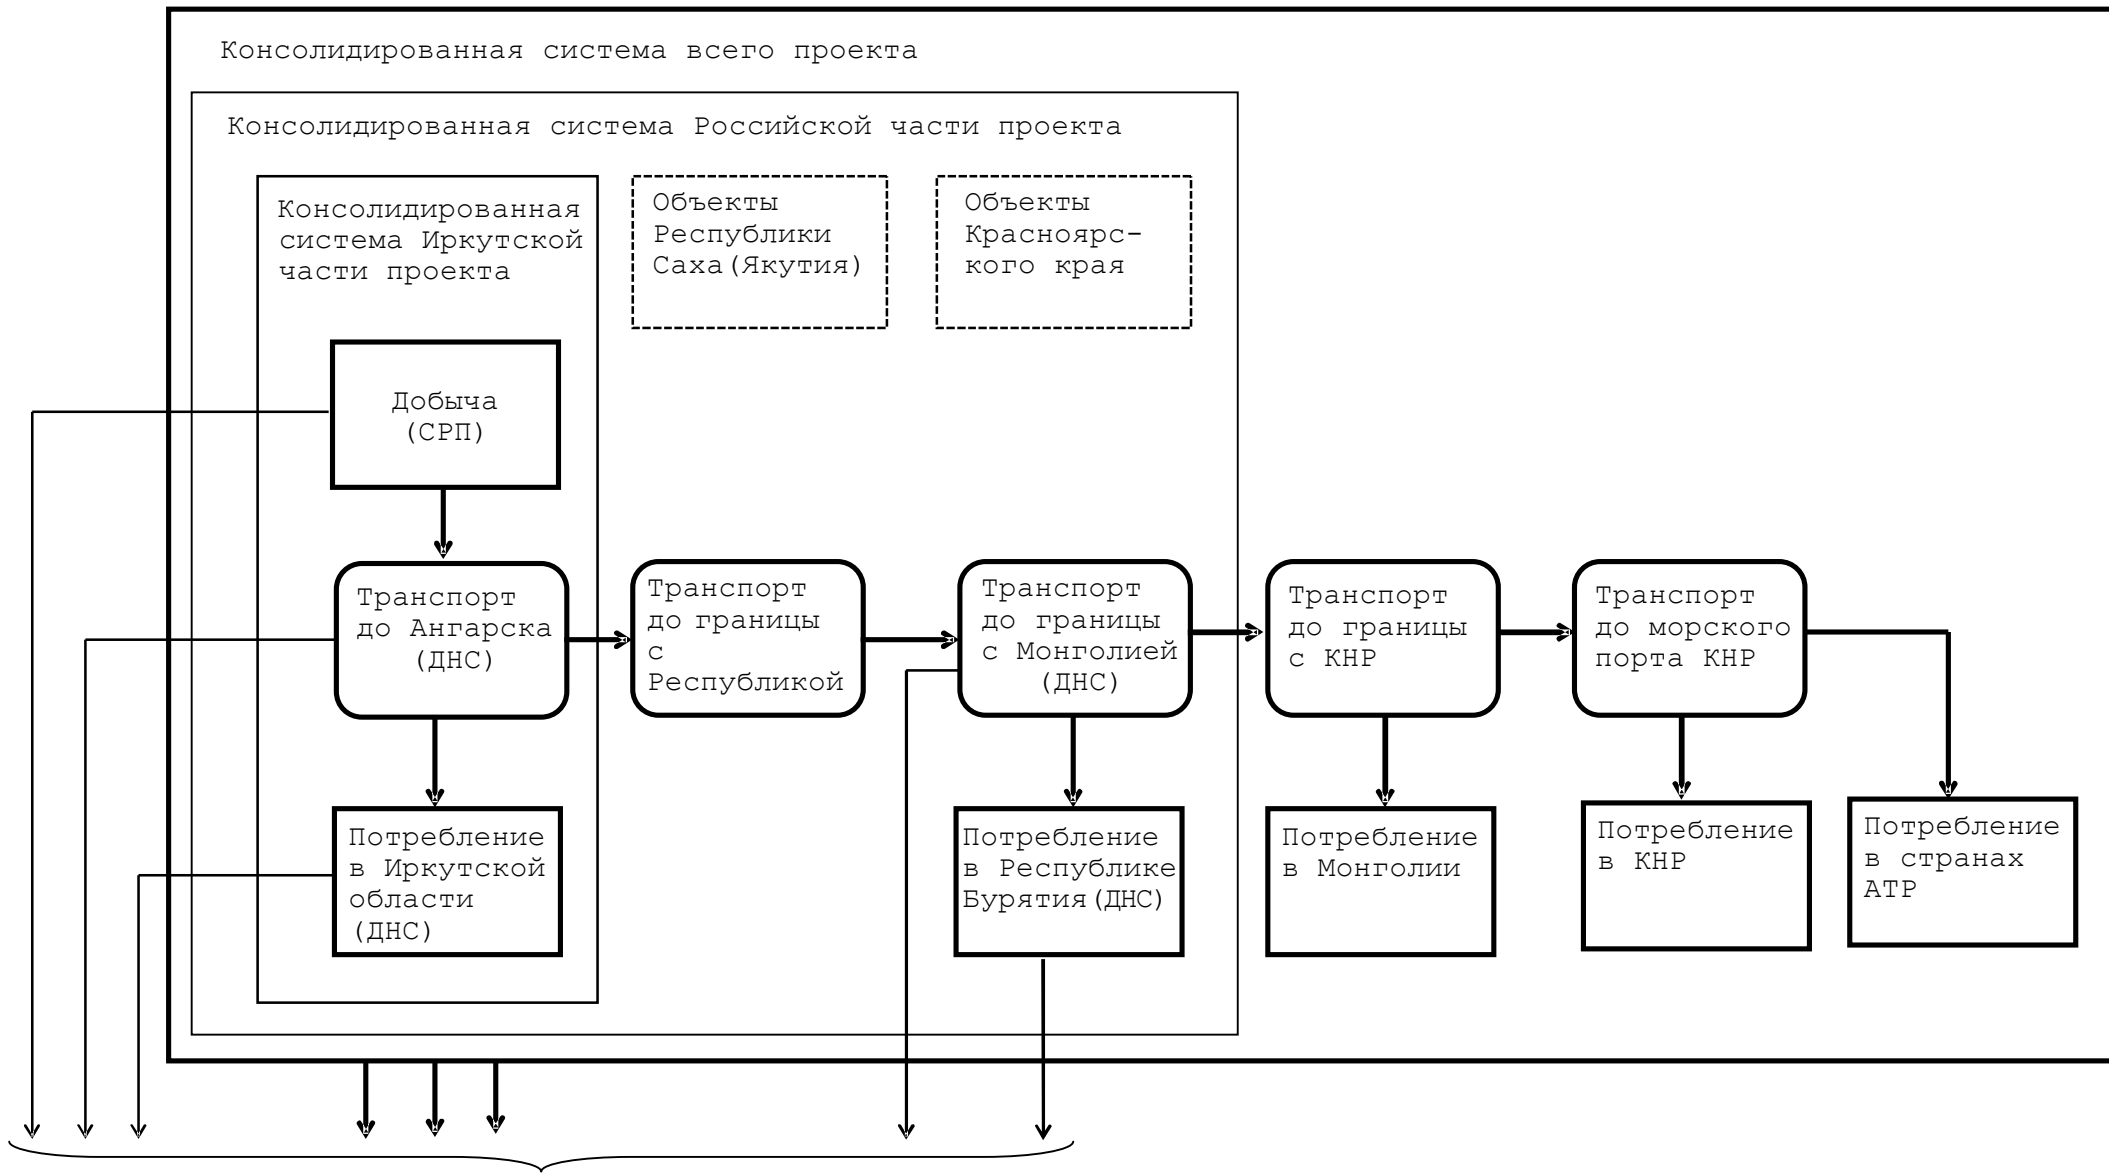 Консолидированная система всего проекта
Консолидированная система Российской части проекта
Консолидированная
система Иркутской
части проекта
Объекты
Республики
Саха(Якутия)
Объекты
Красноярс-
кого края
Добыча
(СРП)
Транспорт
до Ангарска
(ДНС)
Транспорт
до границы
с
Республикой
Транспорт
до границы
с Монголией
(ДНС)
Транспорт
до границы
с КНР
Транспорт
до морского
порта КНР
Потребление
в Иркутской
области
(ДНС)
Потребление
в Республике
Бурятия(ДНС)
Потребление
в Монголии
Потребление
в КНР
Потребление
в странах
АТР